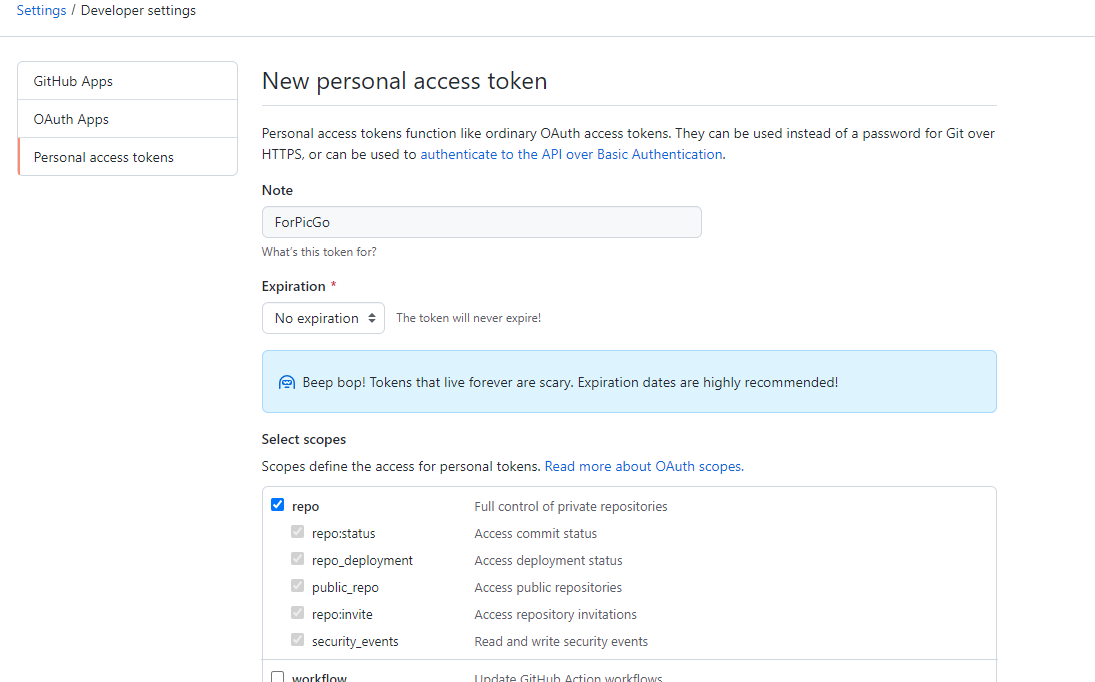 Settings / Developer settings
GitHub Apps
OAuth Apps
Personal access tokens
New personal access token
Personal access tokens function like ordinary OAuth access tokens. They can be used instead of a password for Git over
HTTPS, or can be used to authenticate to the API over Basic Authentication.
Note
ForPicGo
What's this token for?
Expiration *
No expiration The token will never expire!
Beep bop! Tokens that live forever are scary. Expiration dates are highly recommended!
Select scopes
Scopes define the access for personal tokens. Read more about OAuth scopes.
repo Full control of private repositories
repo:status Access commit status
repo_deployment Access deployment status
public_repo Access public repositories
repo:invite Access repository invitations
security_events Read and write security events
workflow Update GitHub Action workflows